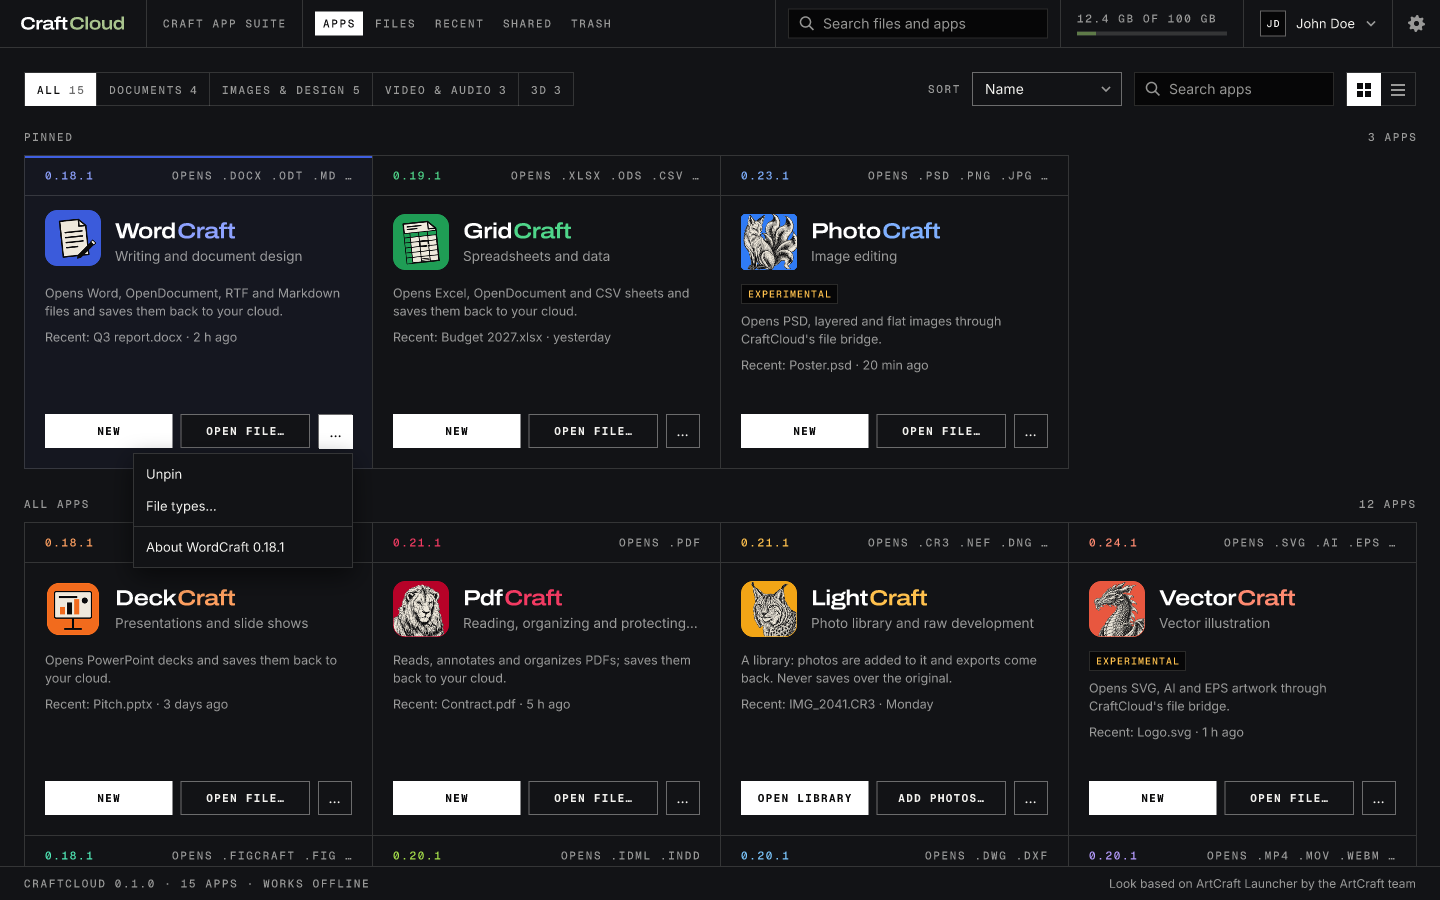 CraftCloud
CRAFT APP SUITE
APPS FILES RECENT SHARED TRASH
Search files and apps
12.4 GB OF 100 GB
JD John Doe
ALL 15 DOCUMENTS 4 IMAGES & DESIGN 5 VIDEO & AUDIO 3 3D 3
SORT Name
Search apps
PINNED
3 APPS
0.18.1 OPENS .DOCX .ODT .MD …
WordCraft
Writing and document design
Opens Word, OpenDocument, RTF and Markdown
files and saves them back to your cloud.
Recent: Q3 report.docx · 2 h ago
NEW OPEN FILE… …
0.19.1 OPENS .XLSX .ODS .CSV …
GridCraft
Spreadsheets and data
Opens Excel, OpenDocument and CSV sheets and
saves them back to your cloud.
Recent: Budget 2027.xlsx · yesterday
NEW OPEN FILE… …
0.23.1 OPENS .PSD .PNG .JPG …
PhotoCraft
Image editing
EXPERIMENTAL
Opens PSD, layered and flat images through
CraftCloud's file bridge.
Recent: Poster.psd · 20 min ago
NEW OPEN FILE… …
Unpin
File types…
About WordCraft 0.18.1
ALL APPS
12 APPS
0.18.1
DeckCraft
Presentations and slide shows
Opens PowerPoint decks and saves them back to
your cloud.
Recent: Pitch.pptx · 3 days ago
NEW OPEN FILE… …
0.21.1 OPENS .PDF
PdfCraft
Reading, organizing and protecting…
Reads, annotates and organizes PDFs; saves them
back to your cloud.
Recent: Contract.pdf · 5 h ago
NEW OPEN FILE… …
0.21.1 OPENS .CR3 .NEF .DNG …
LightCraft
Photo library and raw development
A library: photos are added to it and exports come
back. Never saves over the original.
Recent: IMG_2041.CR3 · Monday
OPEN LIBRARY ADD PHOTOS… …
0.24.1 OPENS .SVG .AI .EPS …
VectorCraft
Vector illustration
EXPERIMENTAL
Opens SVG, AI and EPS artwork through
CraftCloud's file bridge.
Recent: Logo.svg · 1 h ago
NEW OPEN FILE… …
0.18.1 OPENS .FIGCRAFT .FIG …
0.20.1 OPENS .IDML .INDD
0.20.1 OPENS .DWG .DXF
0.20.1 OPENS .MP4 .MOV .WEBM …
CRAFTCLOUD 0.1.0 · 15 APPS · WORKS OFFLINE
Look based on ArtCraft Launcher by the ArtCraft team